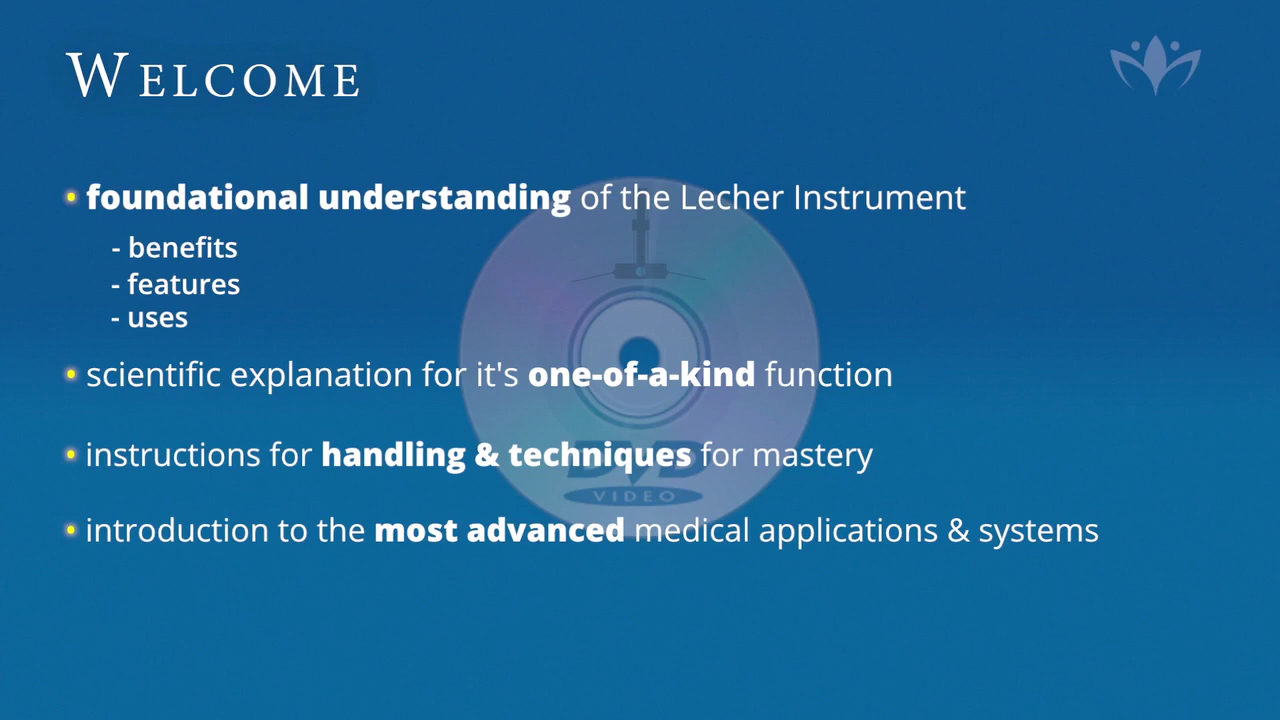 WELCOME
• foundational understanding of the Lecher Instrument
- benefits
- features
- uses
• scientific explanation for it's one-of-a-kind function
• instructions for handling & techniques for mastery
DVD
VIDEO
• introduction to the most advanced medical applications & systems